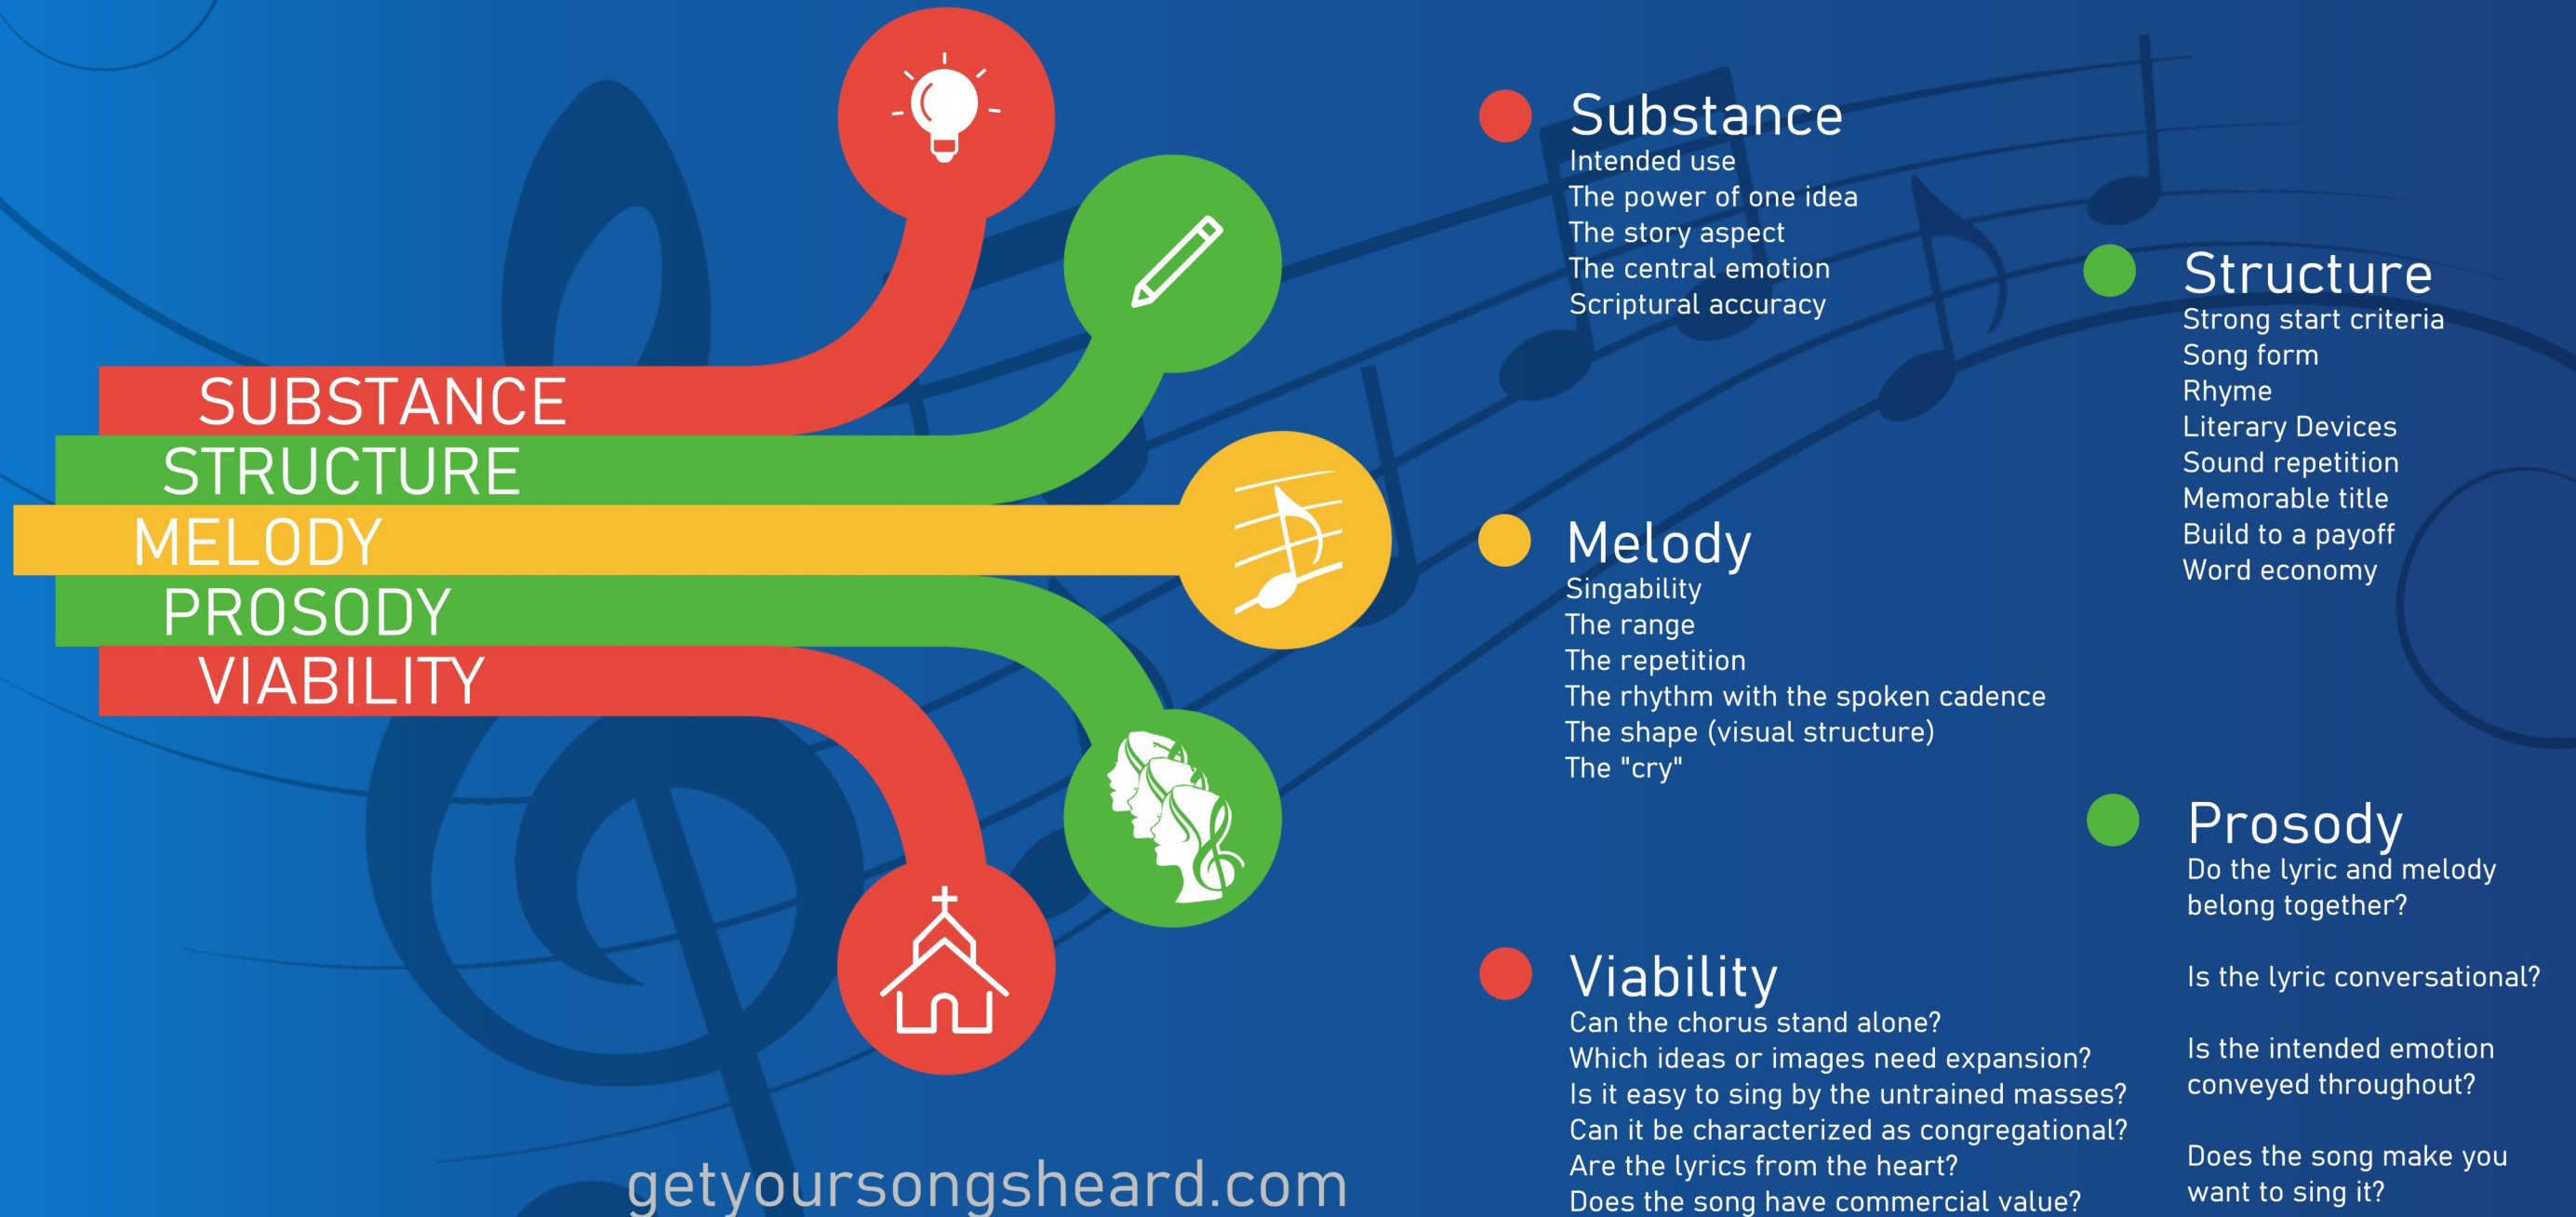 SUBSTANCE
STRUCTURE
MELODY
PROSODY
VIABILITY
Substance
Intended use
The power of one idea
The story aspect
The central emotion
Scriptural accuracy
Structure
Strong start criteria
Song form
Rhyme
Literary Devices
Sound repetition
Memorable title
Build to a payoff
Word economy
Melody
Singability
The range
The repetition
The rhythm with the spoken cadence
The shape (visual structure)
The "cry"
Prosody
Do the lyric and melody
belong together?
Is the lyric conversational?
Is the intended emotion
conveyed throughout?
Does the song make you
want to sing it?
Viability
Can the chorus stand alone?
Which ideas or images need expansion?
Is it easy to sing by the untrained masses?
Can it be characterized as congregational?
Are the lyrics from the heart?
Does the song have commercial value?
getyoursongsheard.com